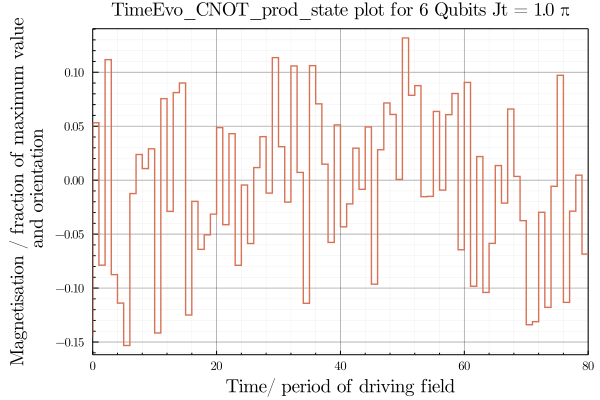 TimeEvo_CNOT_prod_state plot for 6 Qubits Jt = 1.0 π
Magnetisation / fraction of maximum value
and orientation
0.10
0.05
0.00
−0.05
−0.10
−0.15
0 20 40 60 80
Time/ period of driving field